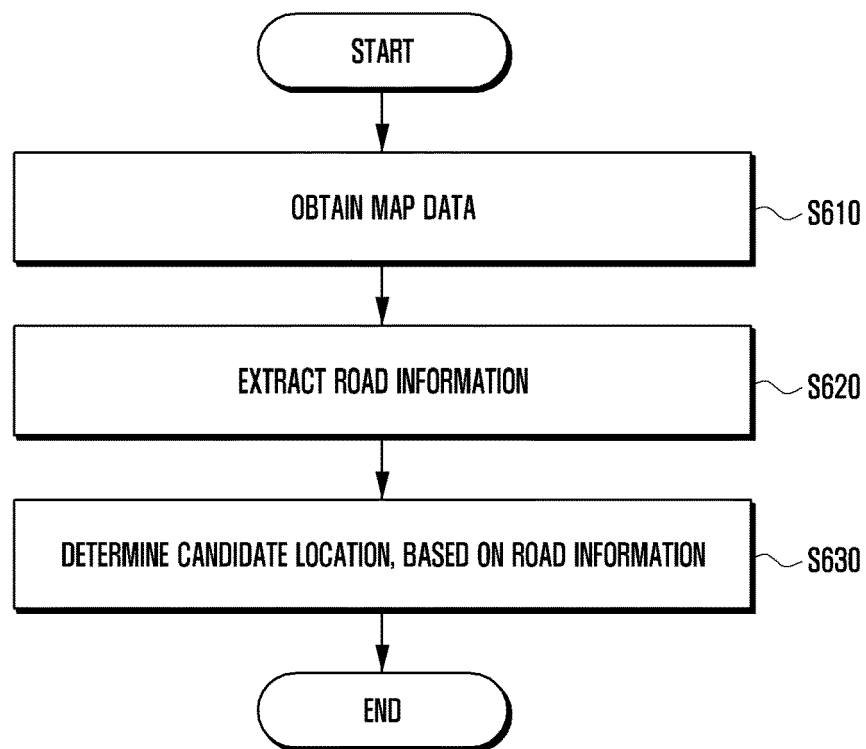 START
OBTAIN MAP DATA
S610
EXTRACT ROAD INFORMATION
S620
DETERMINE CANDIDATE LOCATION, BASED ON ROAD INFORMATION
S630
END